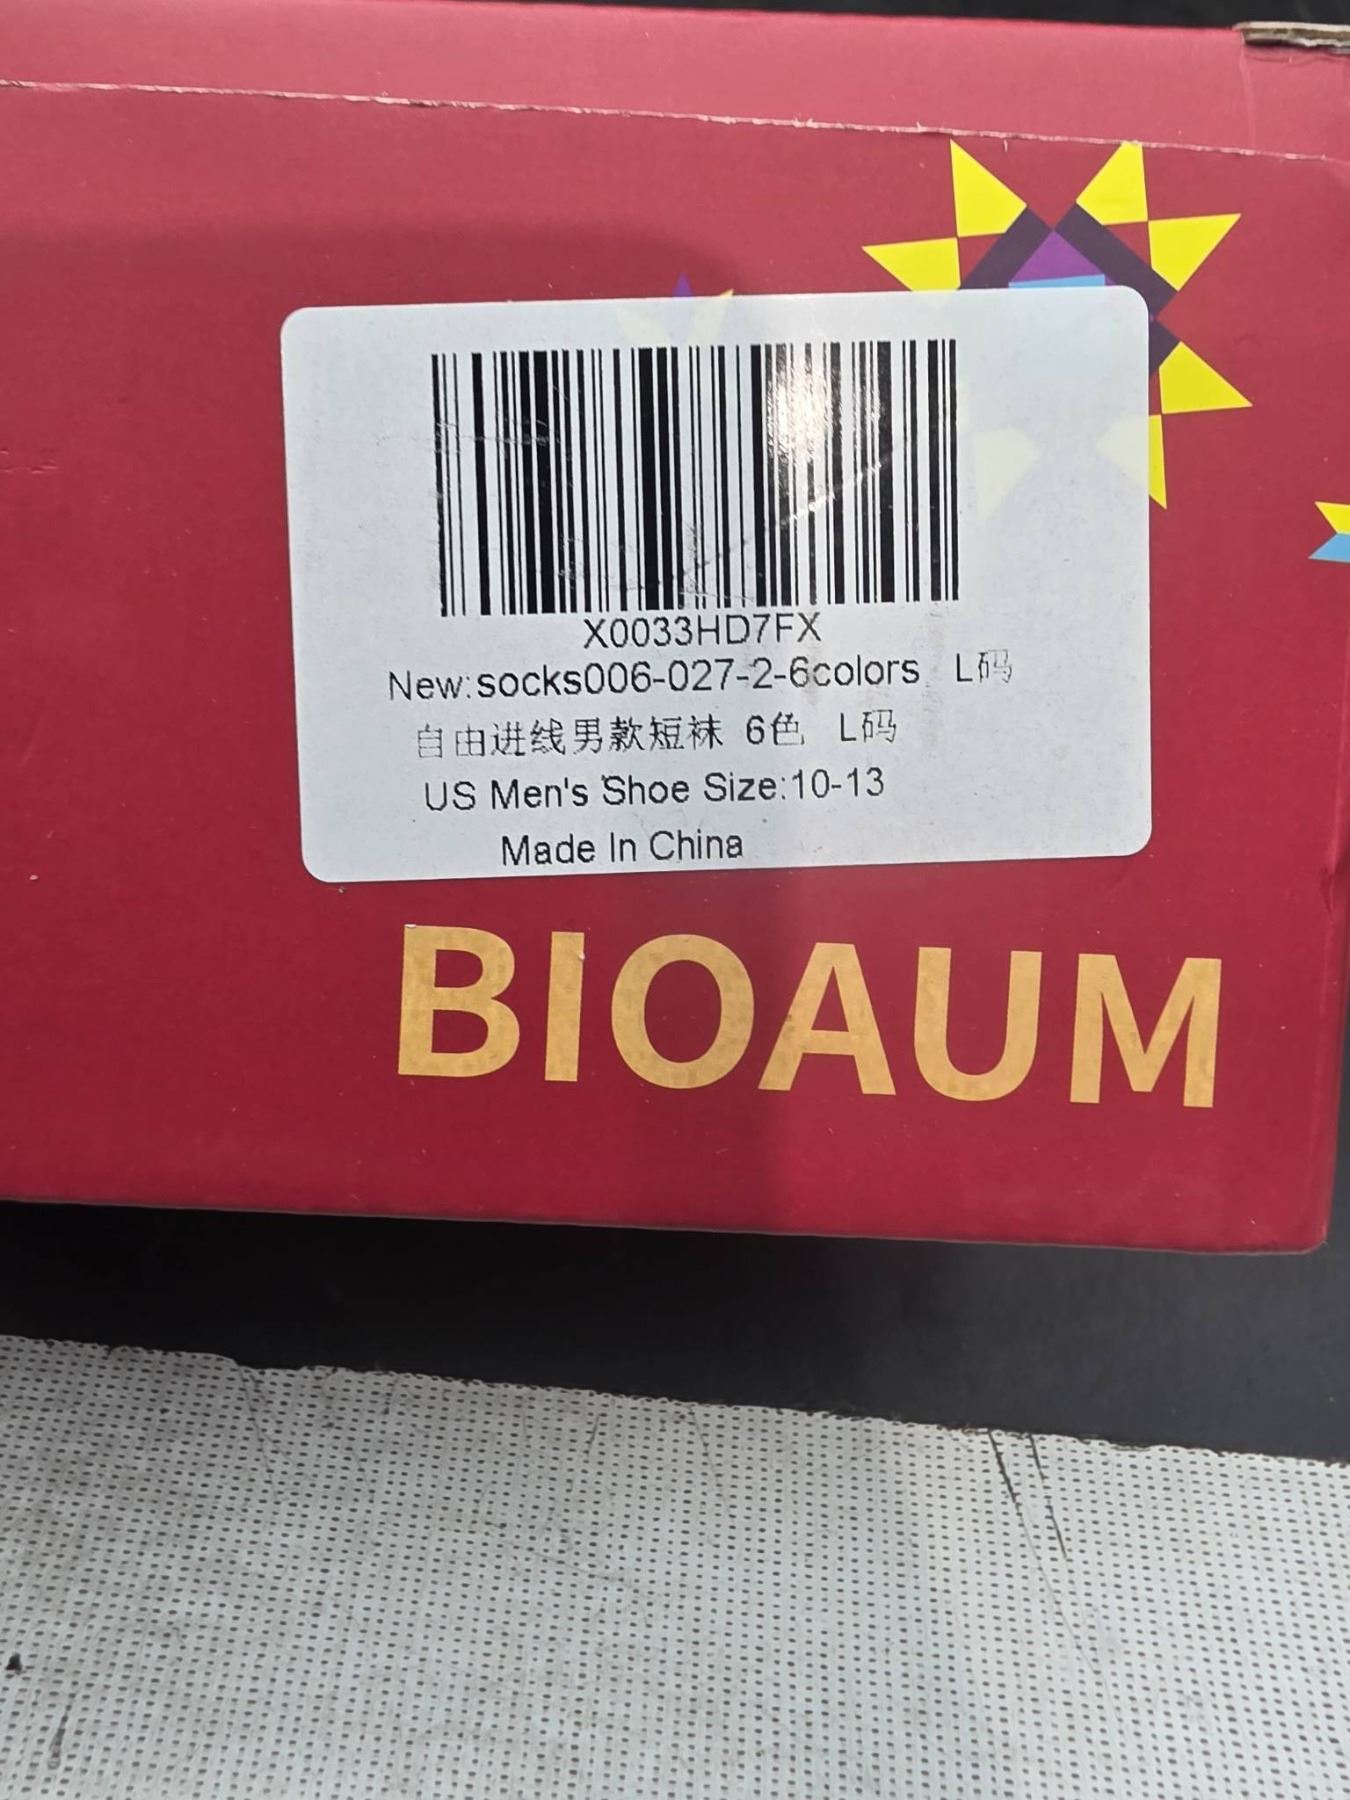 X0033HD7FX
New:socks006-027-2-6colors L码
自由进线男款短袜 6色 L码
US Men's Shoe Size:10-13
Made In China
BIOAUM